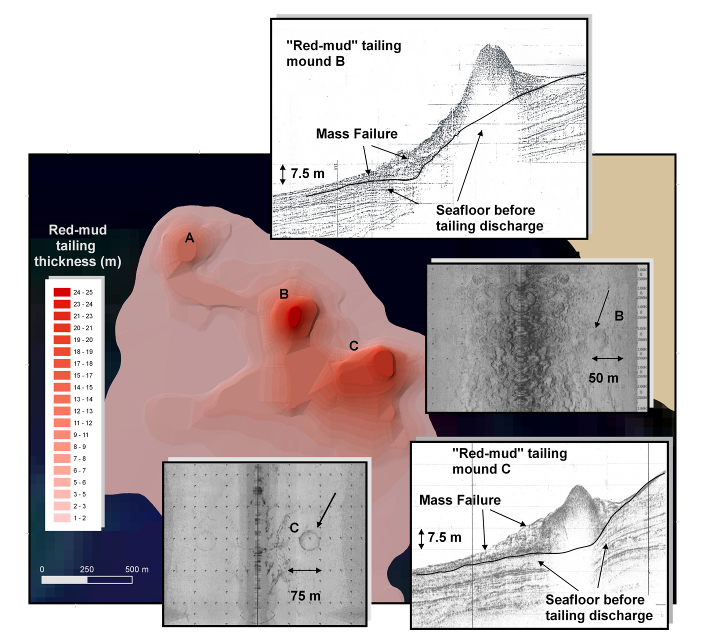 "Red-mud" tailing
mound B
Mass Failure
7.5 m
Seafloor before
tailing discharge
Red-mud
tailing
thickness (m)
24 - 25
23 - 24
21 - 23
20 - 21
19 - 20
18 - 19
17 - 18
15 - 17
14 - 15
13 - 14
12 - 13
11 - 12
9 - 11
8 - 9
7 - 8
6 - 7
5 - 6
3 - 5
2 - 3
1 - 2
0 250 500 m
A
B
C
B
50 m
C
75 m
"Red-mud" tailing
mound C
Mass Failure
7.5 m
Seafloor before
tailing discharge